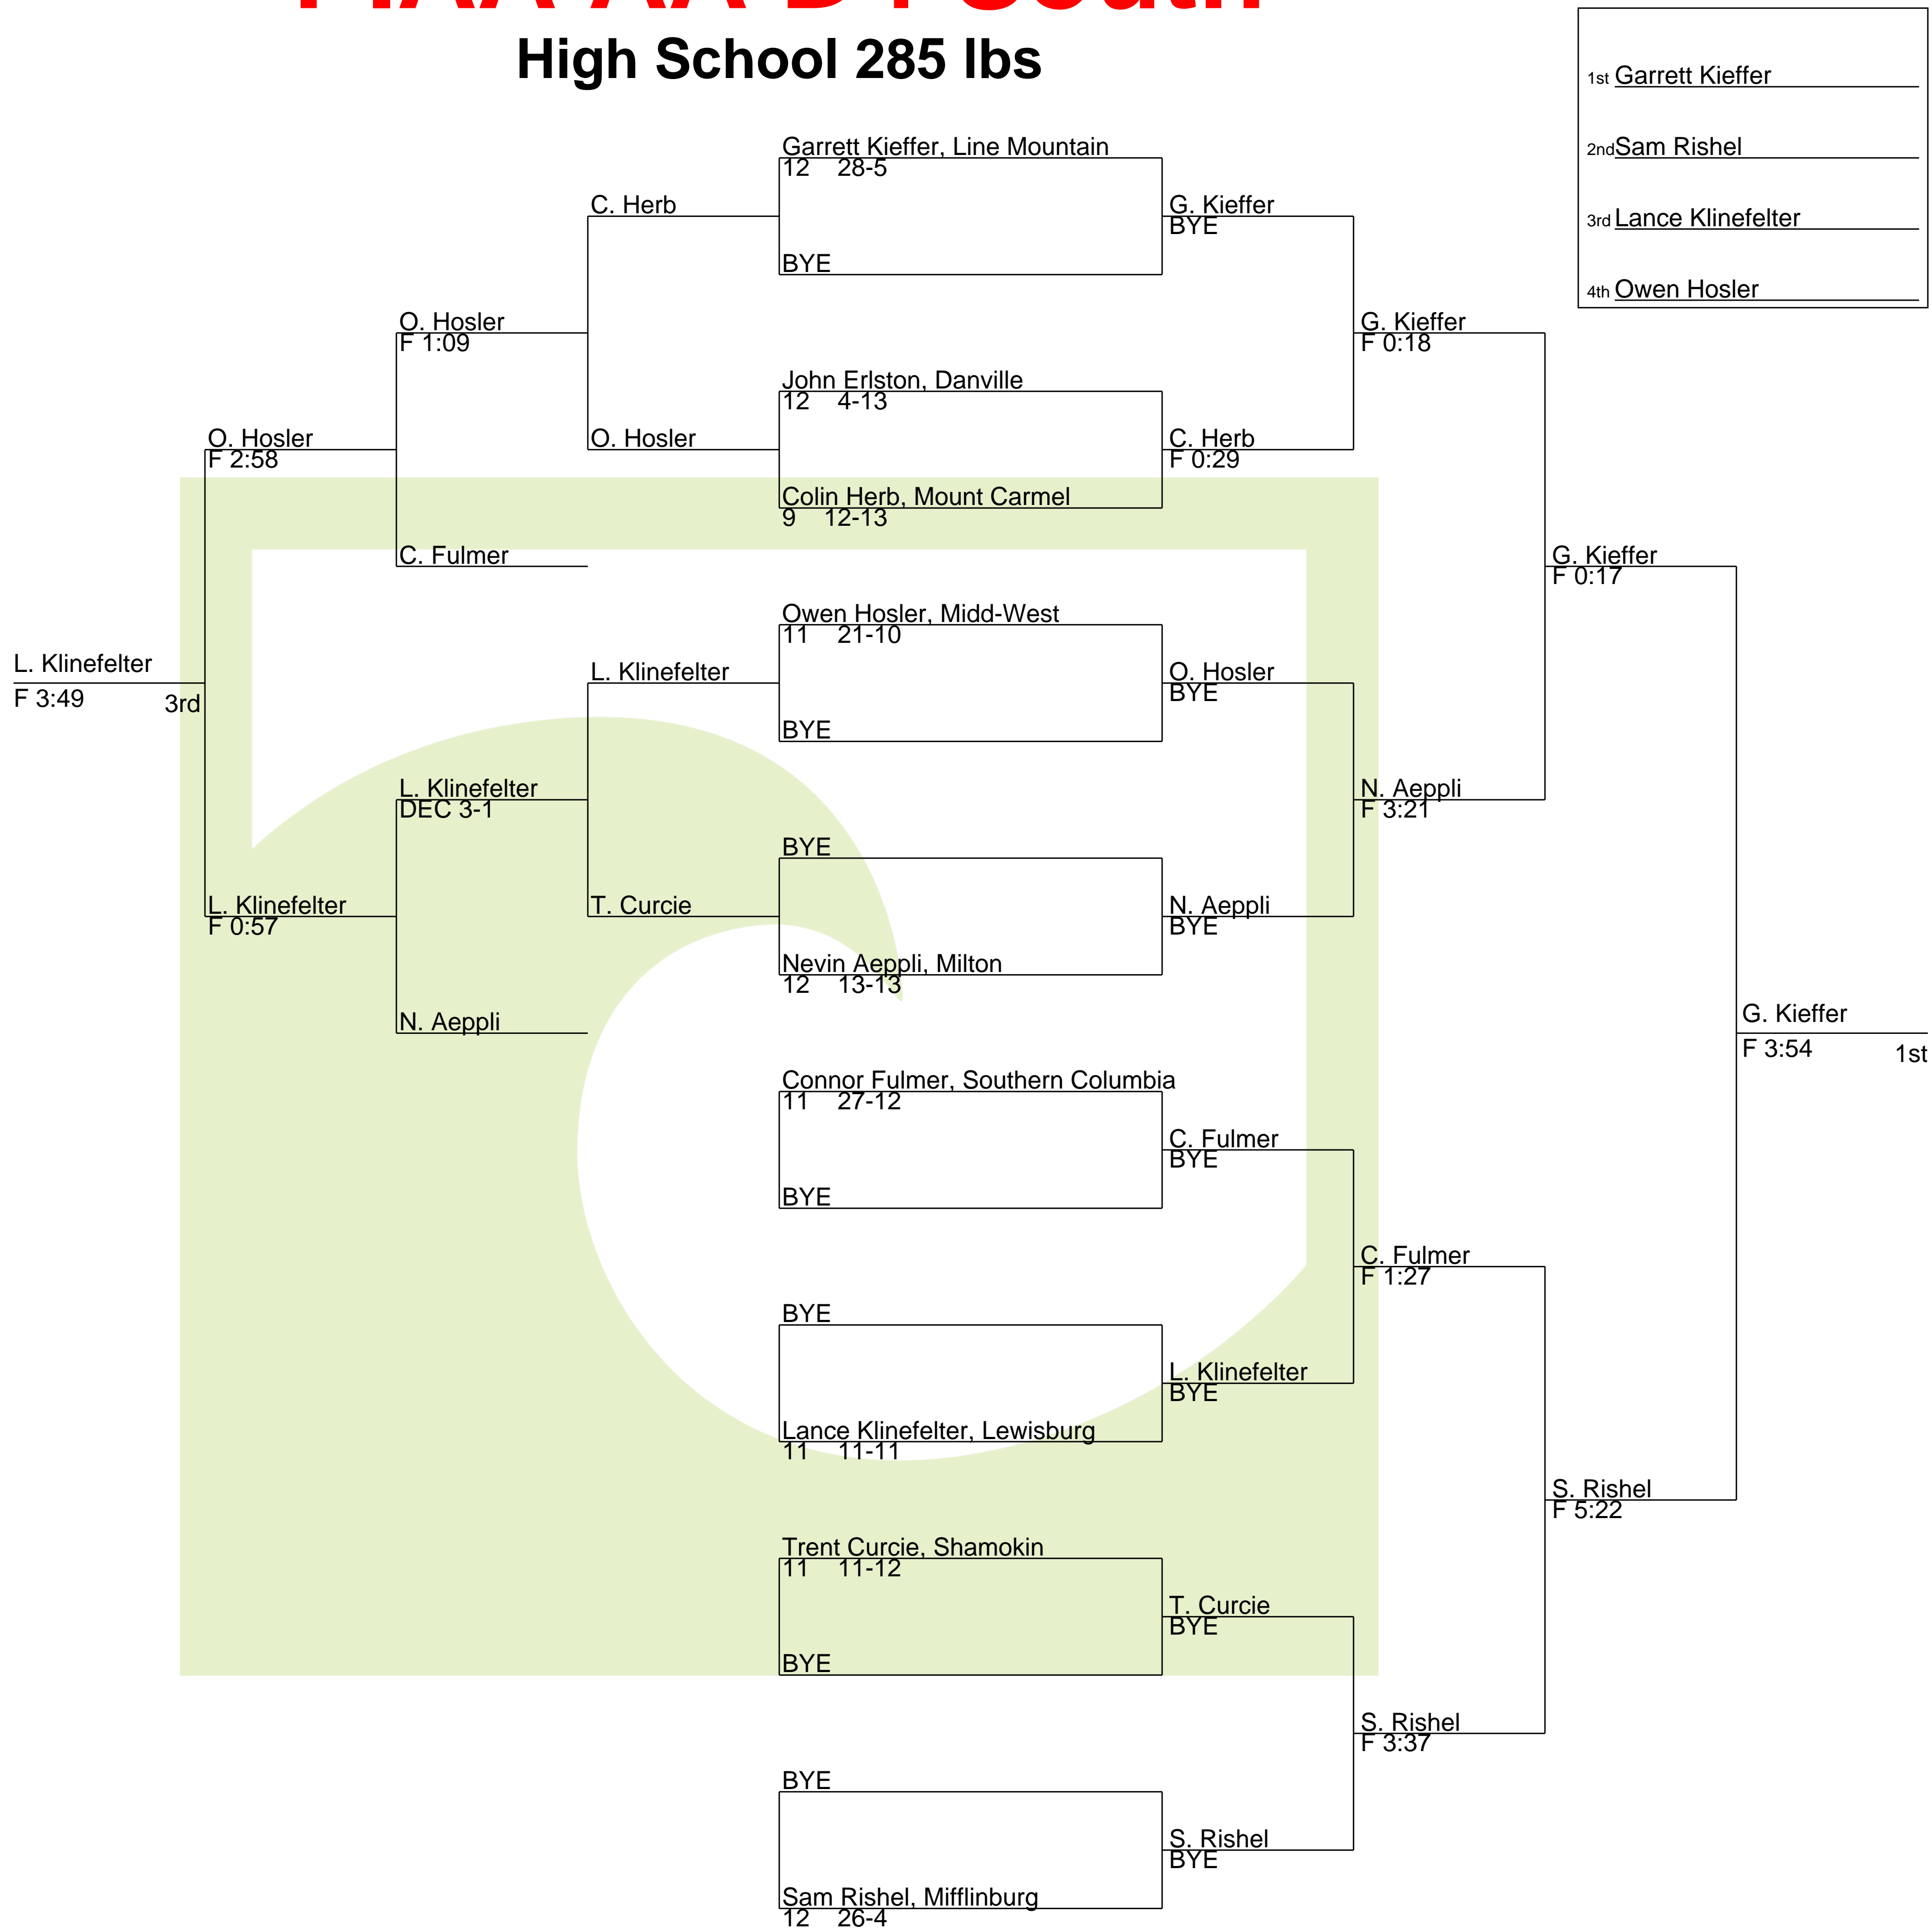 High School 285 lbs
1st Garrett Kieffer
2nd Sam Rishel
3rd Lance Klinefelter
4th Owen Hosler
Garrett Kieffer, Line Mountain
12 28-5
C. Herb
G. Kieffer
BYE
BYE
O. Hosler
F 1:09
G. Kieffer
F 0:18
John Erlston, Danville
12 4-13
O. Hosler
F 2:58
O. Hosler
C. Herb
F 0:29
Colin Herb, Mount Carmel
9 12-13
C. Fulmer
G. Kieffer
F 0:17
Owen Hosler, Midd-West
11 21-10
L. Klinefelter
F 3:49
3rd
L. Klinefelter
O. Hosler
BYE
BYE
L. Klinefelter
DEC 3-1
N. Aeppli
F 3:21
BYE
L. Klinefelter
F 0:57
T. Curcie
N. Aeppli
BYE
Nevin Aeppli, Milton
12 13-13
N. Aeppli
G. Kieffer
F 3:54
1st
Connor Fulmer, Southern Columbia
11 27-12
C. Fulmer
BYE
BYE
C. Fulmer
F 1:27
BYE
L. Klinefelter
BYE
Lance Klinefelter, Lewisburg
11 11-11
S. Rishel
F 5:22
Trent Curcie, Shamokin
11 11-12
T. Curcie
BYE
BYE
S. Rishel
F 3:37
BYE
S. Rishel
BYE
Sam Rishel, Mifflinburg
12 26-4